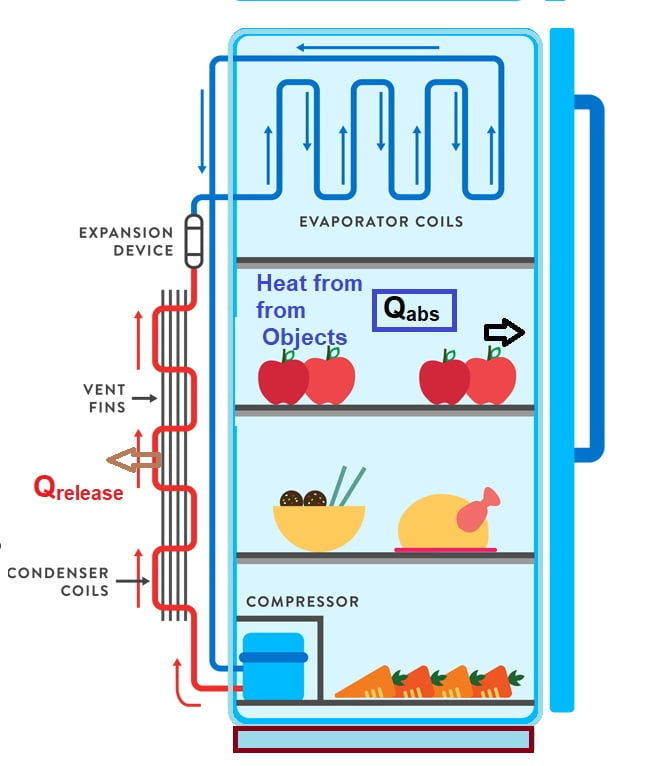 EVAPORATOR COILS
EXPANSION
DEVICE
Heat from
from
Objects
Qabs
VENT
FINS
Qrelease
CONDENSER
COILS
COMPRESSOR